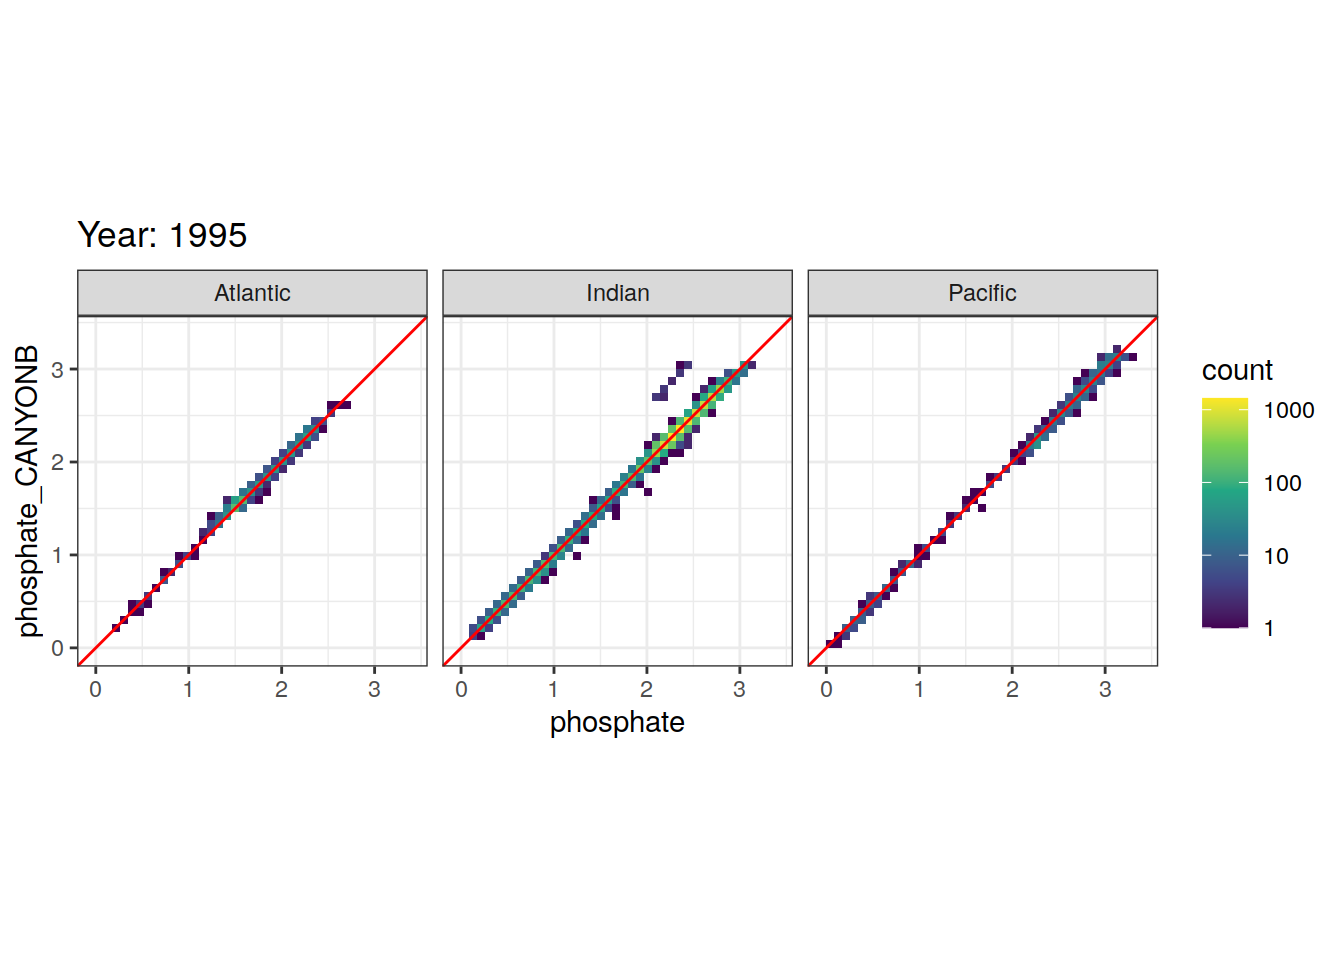 Year: 1995
Atlantic
Indian
Pacific
phosphate_CANYONB
3
2
1
0
0 1 2 3
0 1 2 3
0 1 2 3
phosphate
count
1000
100
10
1